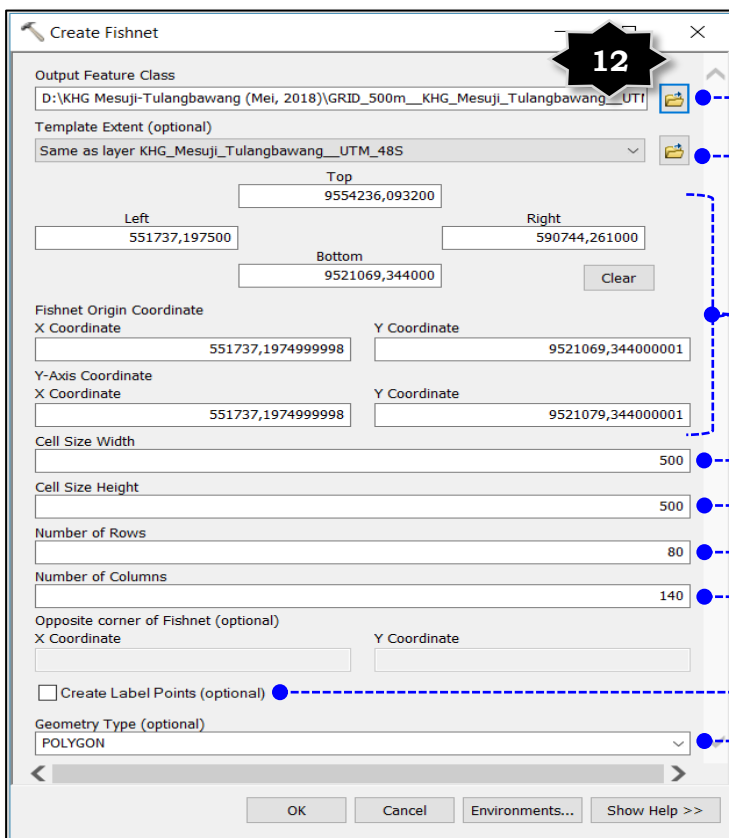 Create Fishnet
12
Output Feature Class
D:\KHG Mesuji-Tulangbawang (Mei, 2018)\GRID_500m__KHG_Mesuji_Tulangbawang__UTM
Template Extent (optional)
Same as layer KHG_Mesuji_Tulangbawang__UTM_48S
Top
9554236,093200
Left Right
551737,197500 590744,261000
Bottom
9521069,344000 Clear
Fishnet Origin Coordinate
X Coordinate Y Coordinate
551737,1974999998 9521069,344000001
Y-Axis Coordinate
X Coordinate Y Coordinate
551737,1974999998 9521079,344000001
Cell Size Width
500
Cell Size Height
500
Number of Rows
80
Number of Columns
140
Opposite corner of Fishnet (optional)
X Coordinate Y Coordinate
Create Label Points (optional)
Geometry Type (optional)
POLYGON
OK Cancel Environments... Show Help >>